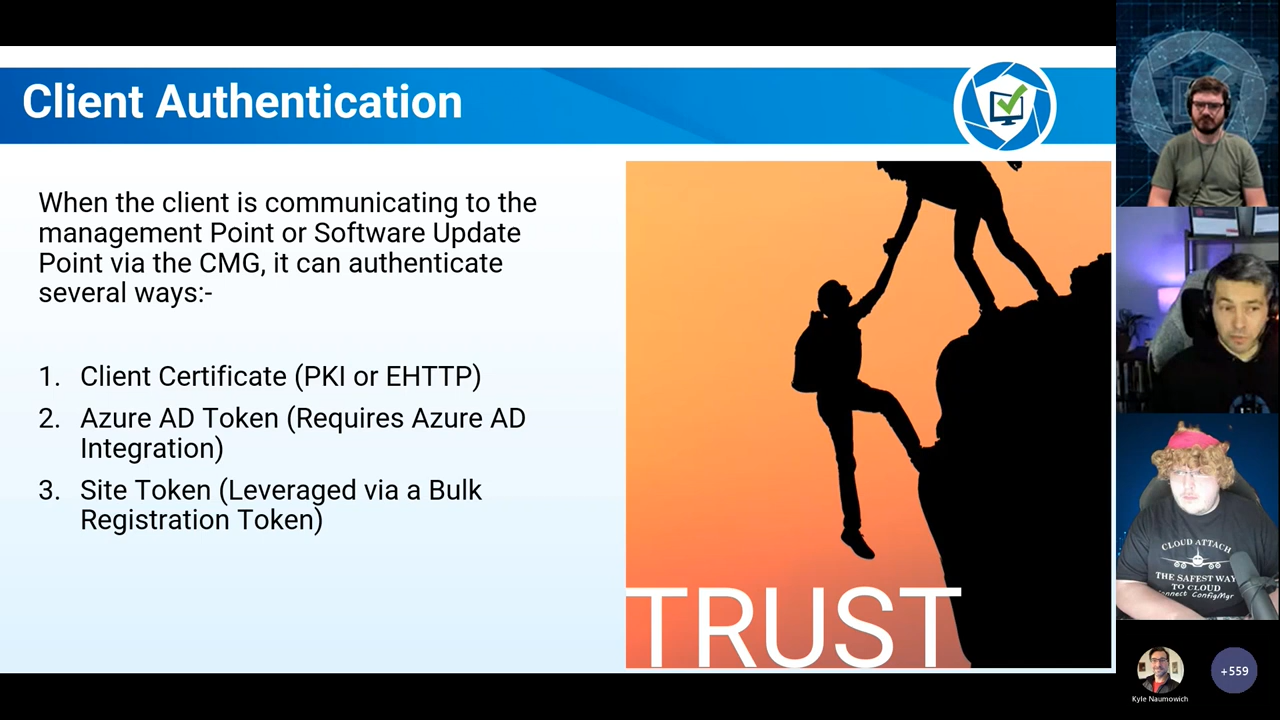 Client Authentication
When the client is communicating to the
management Point or Software Update
Point via the CMG, it can authenticate
several ways:-
1. Client Certificate (PKI or EHTTP)
2. Azure AD Token (Requires Azure AD
Integration)
3. Site Token (Leveraged via a Bulk
Registration Token)
TRUST
CLOUD ATTACH
THE SAFEST WAY
TO CLOUD
onnect ConfigMgr
Kyle Naumowich
+559